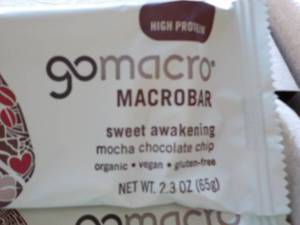 HIGH PROTEIN
gomacro®
MACROBAR
sweet awakening
mocha chocolate chip
organic • vegan • gluten-free
NET WT. 2.3 OZ (65g)
gomacro